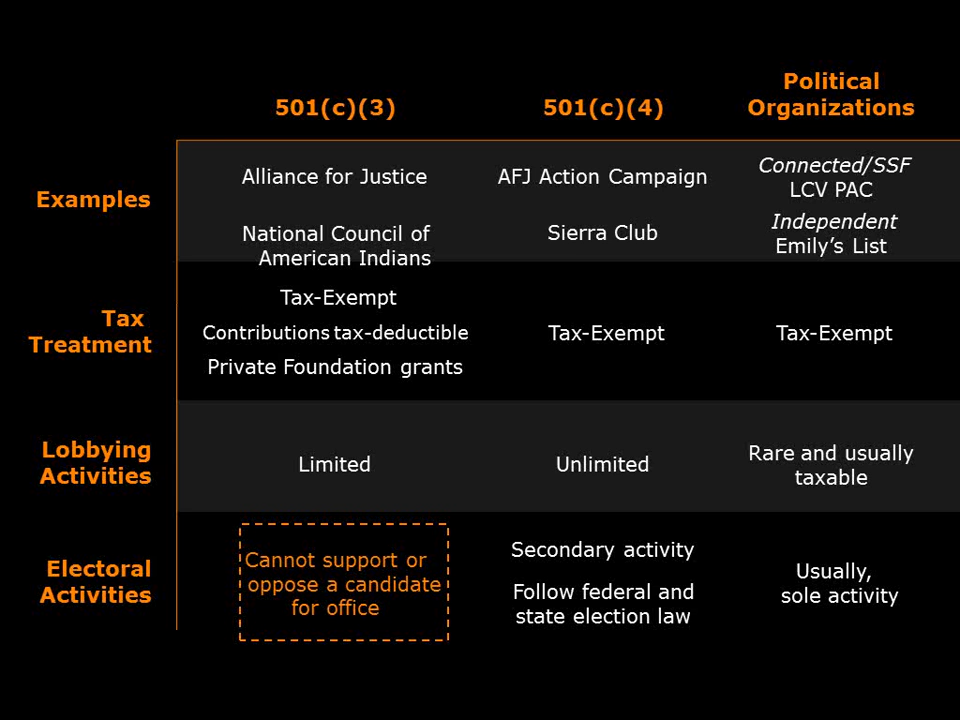 501(c)(3)
501(c)(4)
Political
Organizations
Examples
Alliance for Justice
National Council of
American Indians
AFJ Action Campaign
Sierra Club
Connected/SSF
LCV PAC
Independent
Emily’s List
Tax
Treatment
Tax-Exempt
Contributions tax-deductible
Private Foundation grants
Tax-Exempt
Tax-Exempt
Lobbying
Activities
Limited
Unlimited
Rare and usually
taxable
Electoral
Activities
Cannot support or
oppose a candidate
for office
Secondary activity
Follow federal and
state election law
Usually,
sole activity